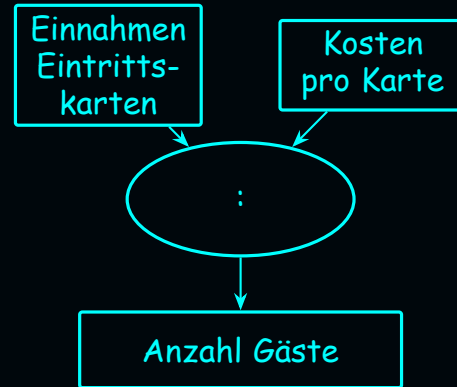 Einnahmen
Eintritts-
karten
Kosten
pro Karte
:
Anzahl Gäste